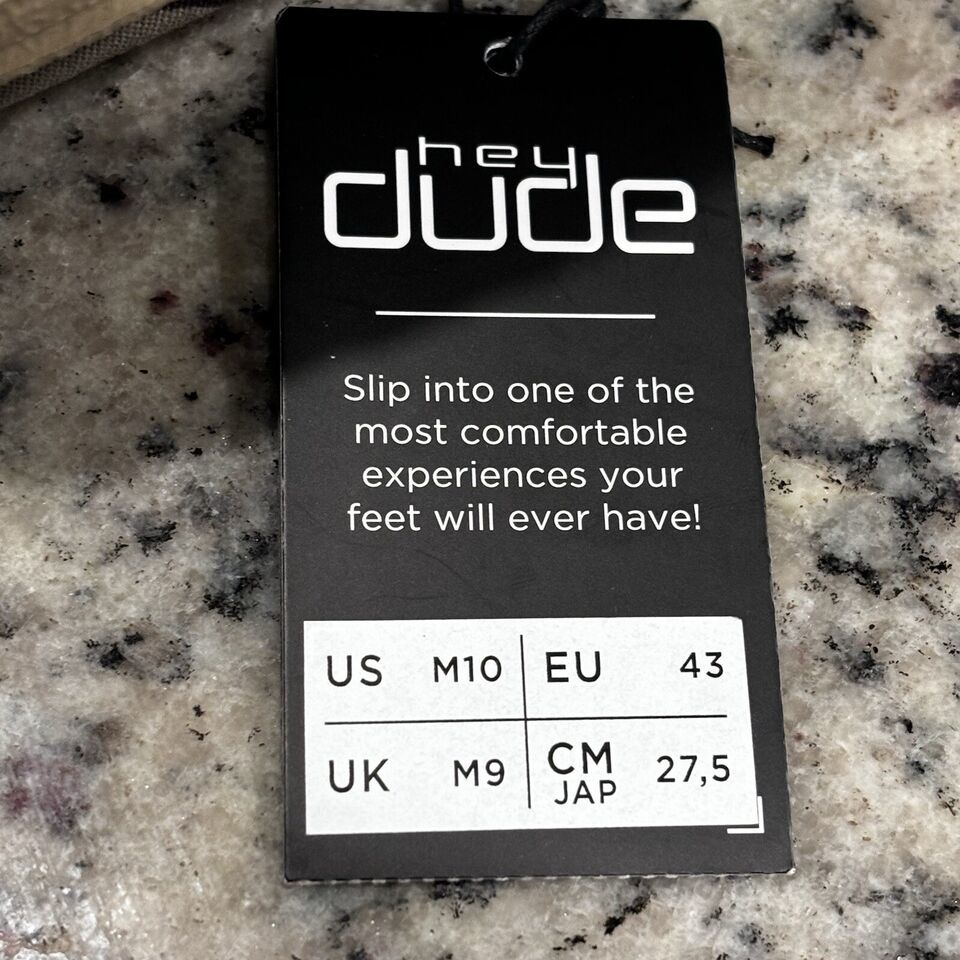 hey
dude
Slip into one of the
most comfortable
experiences your
feet will ever have!
US M10 EU 43
UK M9 CM JAP 27,5